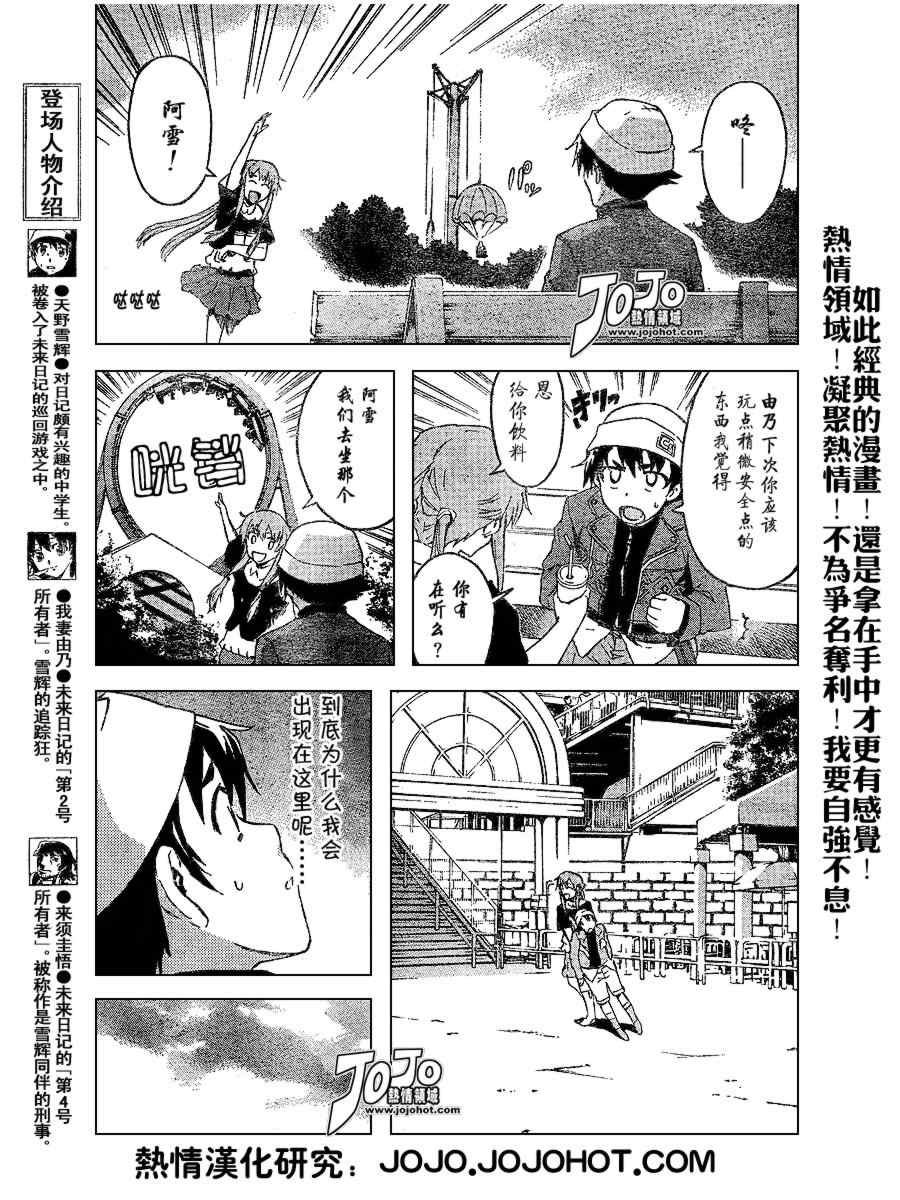 咚——
阿雪！
哒哒哒
JOJO
熱情領域
www.jojohot.com
由乃下次你应该
玩点稍微安全点的
东西我觉得
恩
给你饮料
你有
在听么？
阿雪
我们去坐那个
咣当
到底为什么我会
出现在这里呢……
JOJO
熱情領域
www.jojohot.com
登场人物介绍
●天野雪辉●对日记颇有兴趣的中学生。
被卷入了未来日记的巡回游戏之中。
●我妻由乃●未来日记的「第2号
所有者」。雪辉的追踪狂。
●来须圭悟●未来日记的「第4号
所有者」。被称作是雪辉同伴的刑事。
如此經典的漫畫！還是拿在手中才更有感覺！
熱情領域！凝聚熱情！不為爭名奪利！我要自強不息！
熱情漢化研究：JOJO.JOJOHOT.COM